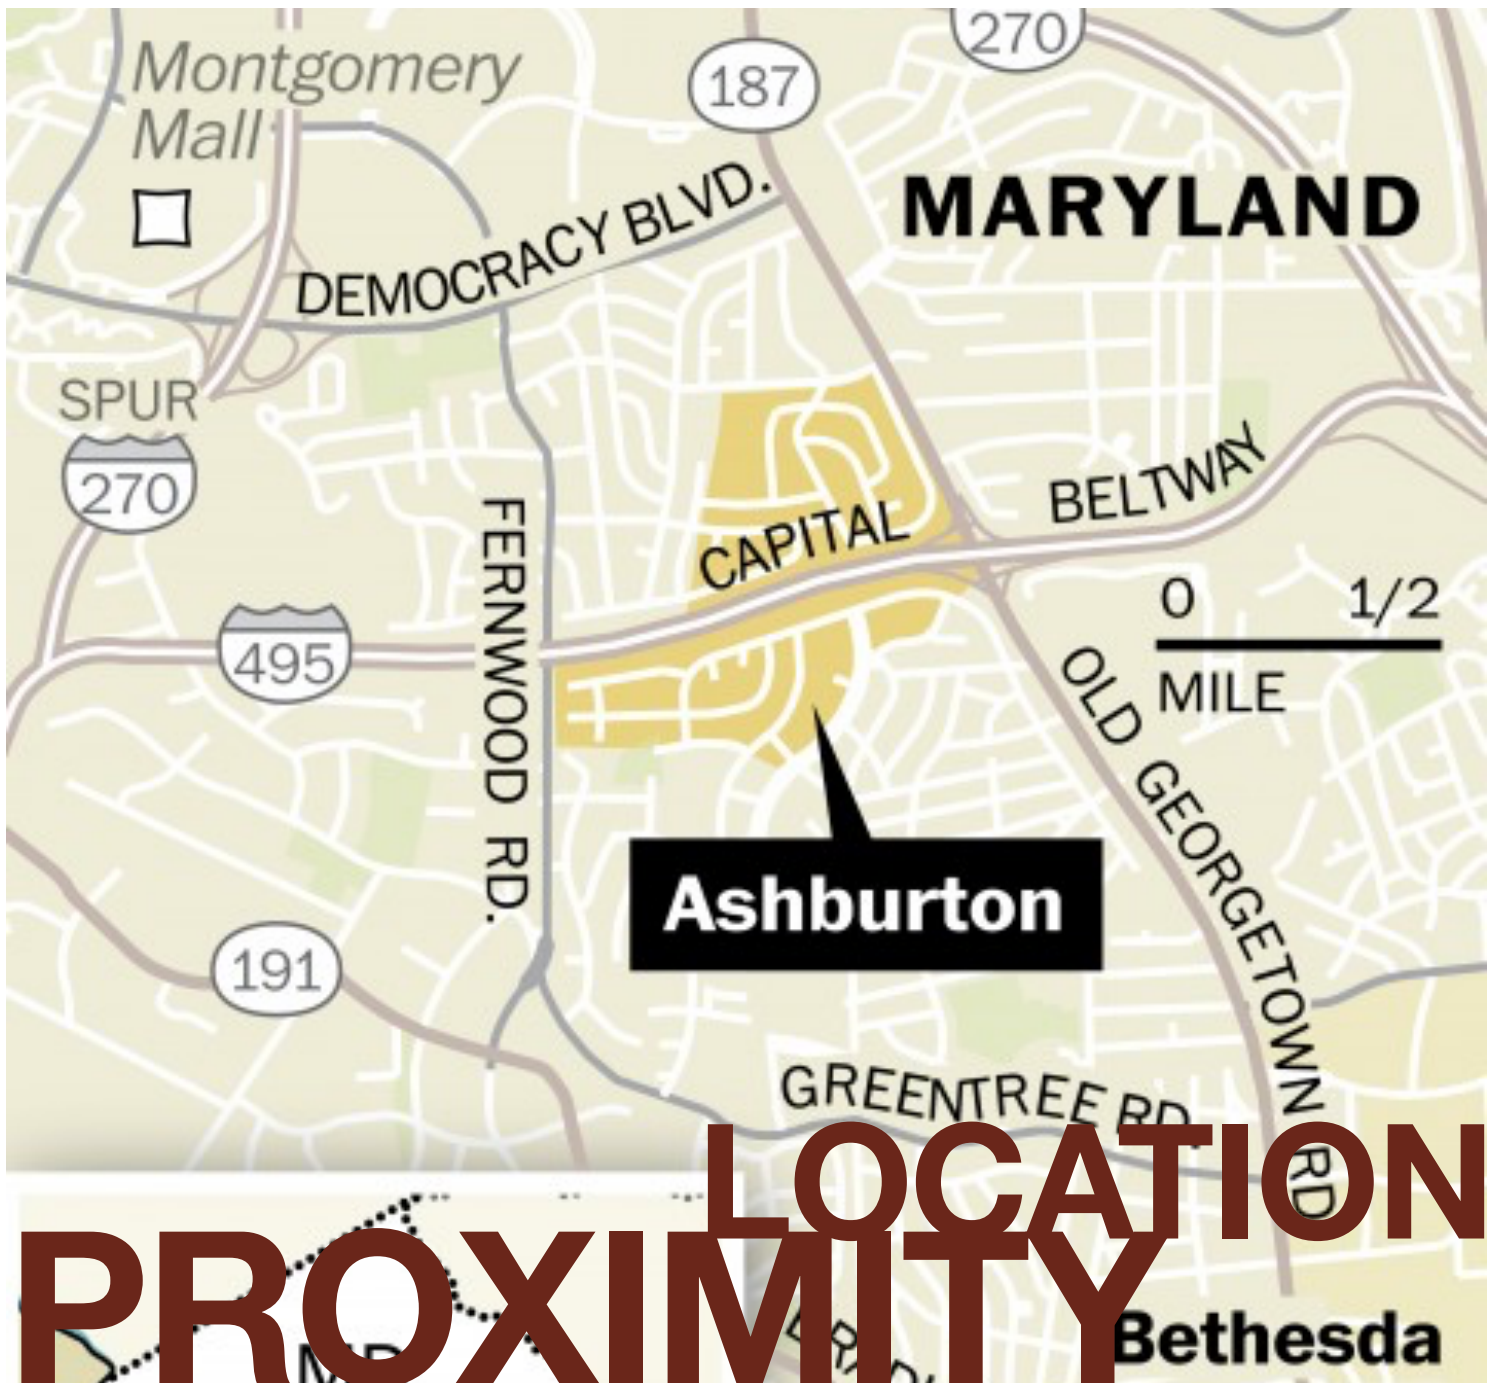 270
Montgomery
Mall
187
MARYLAND
DEMOCRACY BLVD.
SPUR
270
BELTWAY
CAPITAL
FERNWOOD RD.
0 1/2
MILE
495
OLD GEORGETOWN RD
Ashburton
191
GREENTREE RD.
LOCATION
PROXIMITY
Bethesda
MD